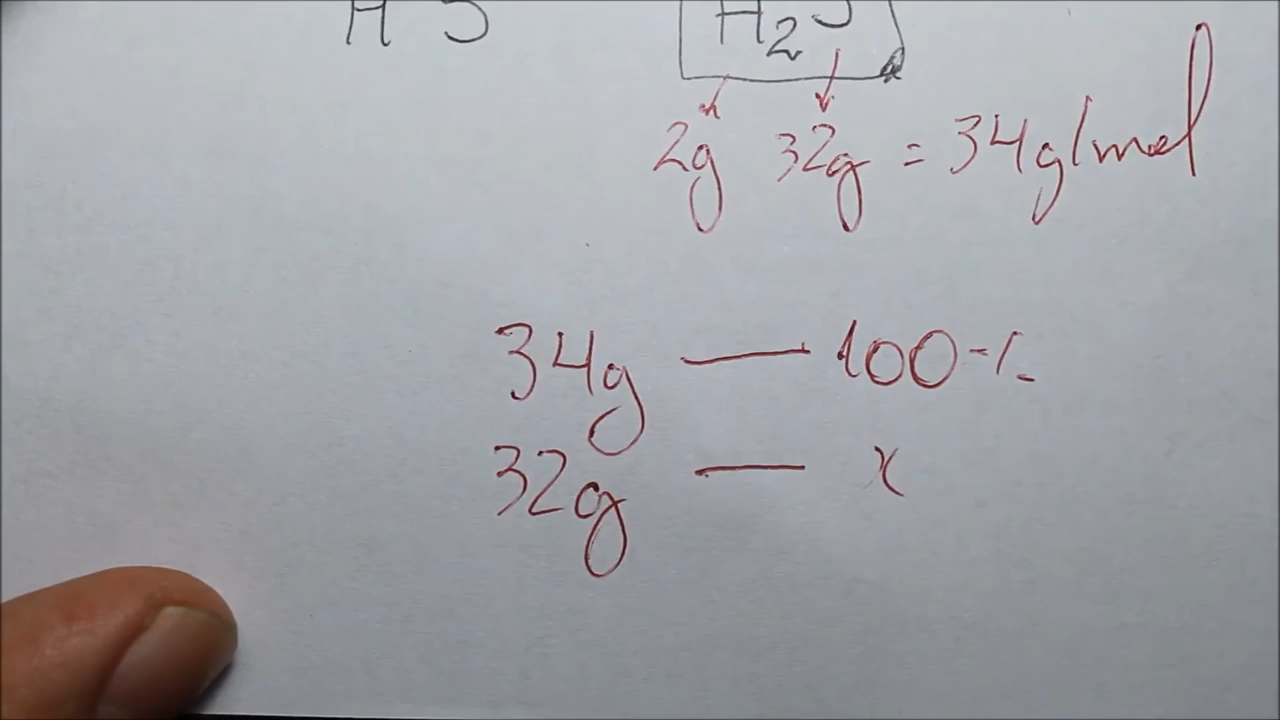 H S H₂S
2g 32g = 34g/mol
34g — 100%
32g — x